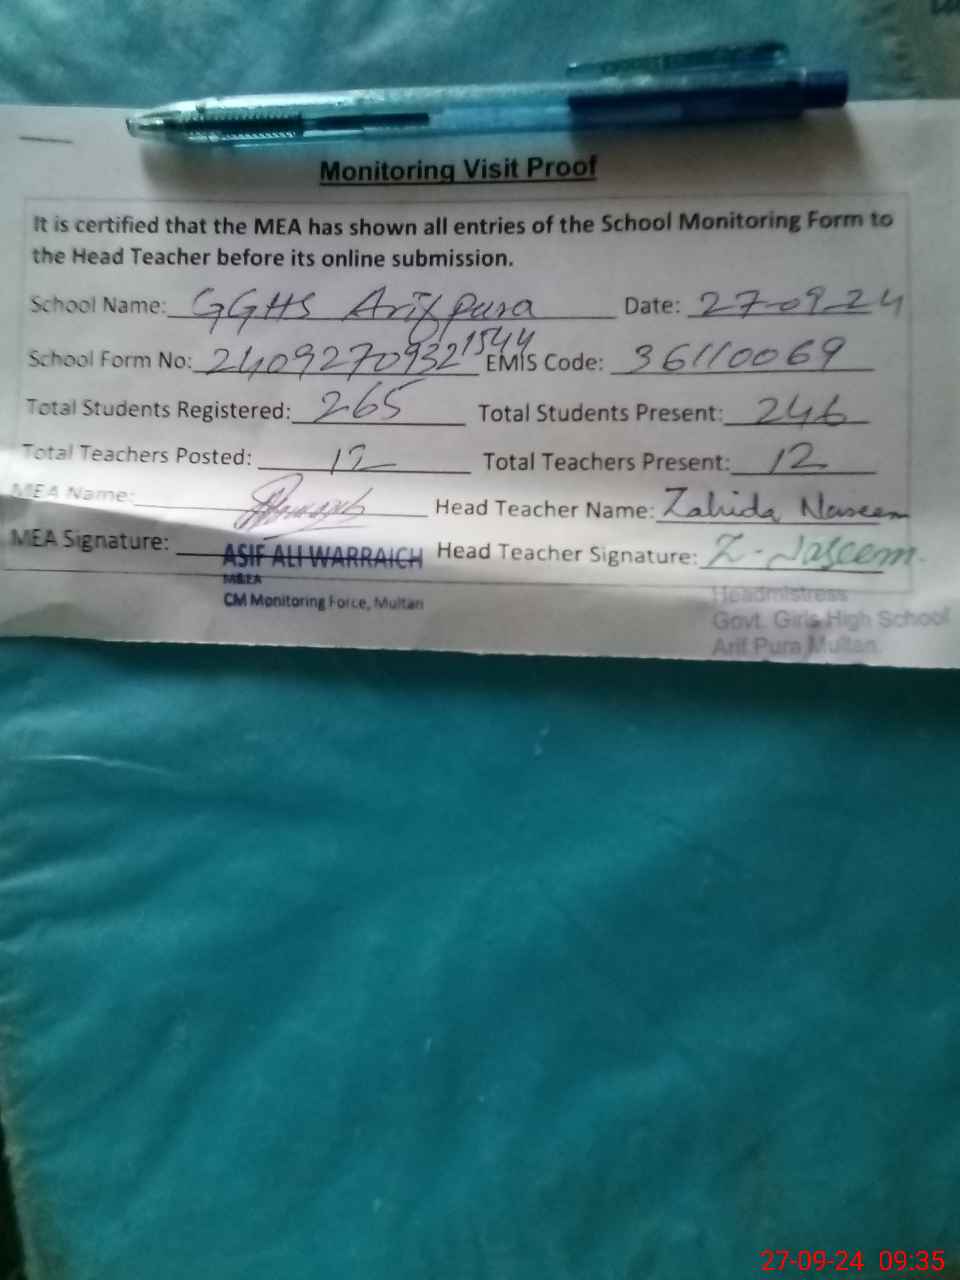 Monitoring Visit Proof
It is certified that the MEA has shown all entries of the School Monitoring Form to
the Head Teacher before its online submission.
School Name: GGHS Arifpura Date: 27-09-24
School Form No: 24092709321544 EMIS Code: 36110069
Total Students Registered: 265 Total Students Present: 246
Total Teachers Posted: 12 Total Teachers Present: 12
MEA Name: Head Teacher Name: Zahida Naseem
MEA Signature: ASIF ALI WARRAICH Head Teacher Signature: Z-Naseem.
M&EA
CM Monitoring Force, Multan
Headmistress
Govt. Girls High School
Arif Pura Multan.
27-09-24 09:35